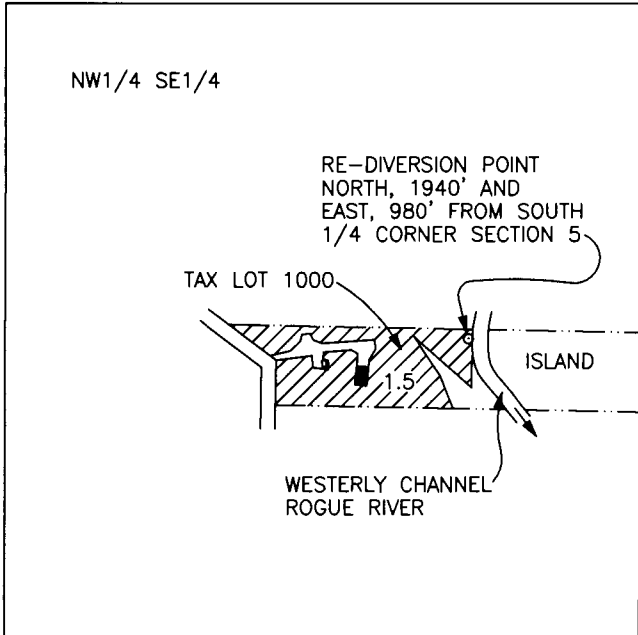 NW1/4 SE1/4
RE-DIVERSION POINT
NORTH, 1940' AND
EAST, 980' FROM SOUTH
1/4 CORNER SECTION 5
TAX LOT 1000
ISLAND
1.5
WESTERLY CHANNEL
ROGUE RIVER